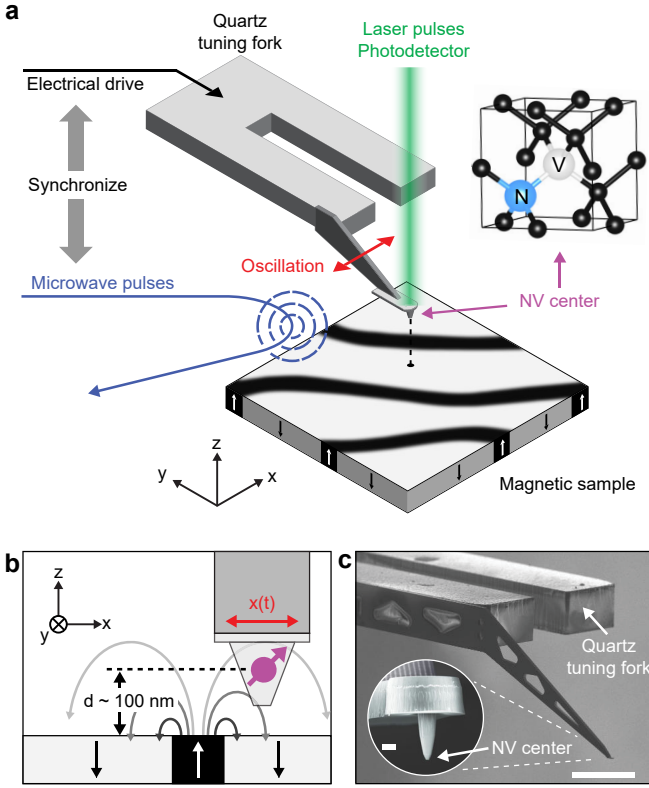 a
Quartz
tuning fork
Laser pulses
Photodetector
Electrical drive
Synchronize
V
N
Oscillation
Microwave pulses
NV center
z
y
x
Magnetic sample
b
z
y
x
x(t)
d ~ 100 nm
c
Quartz
tuning fork
NV center